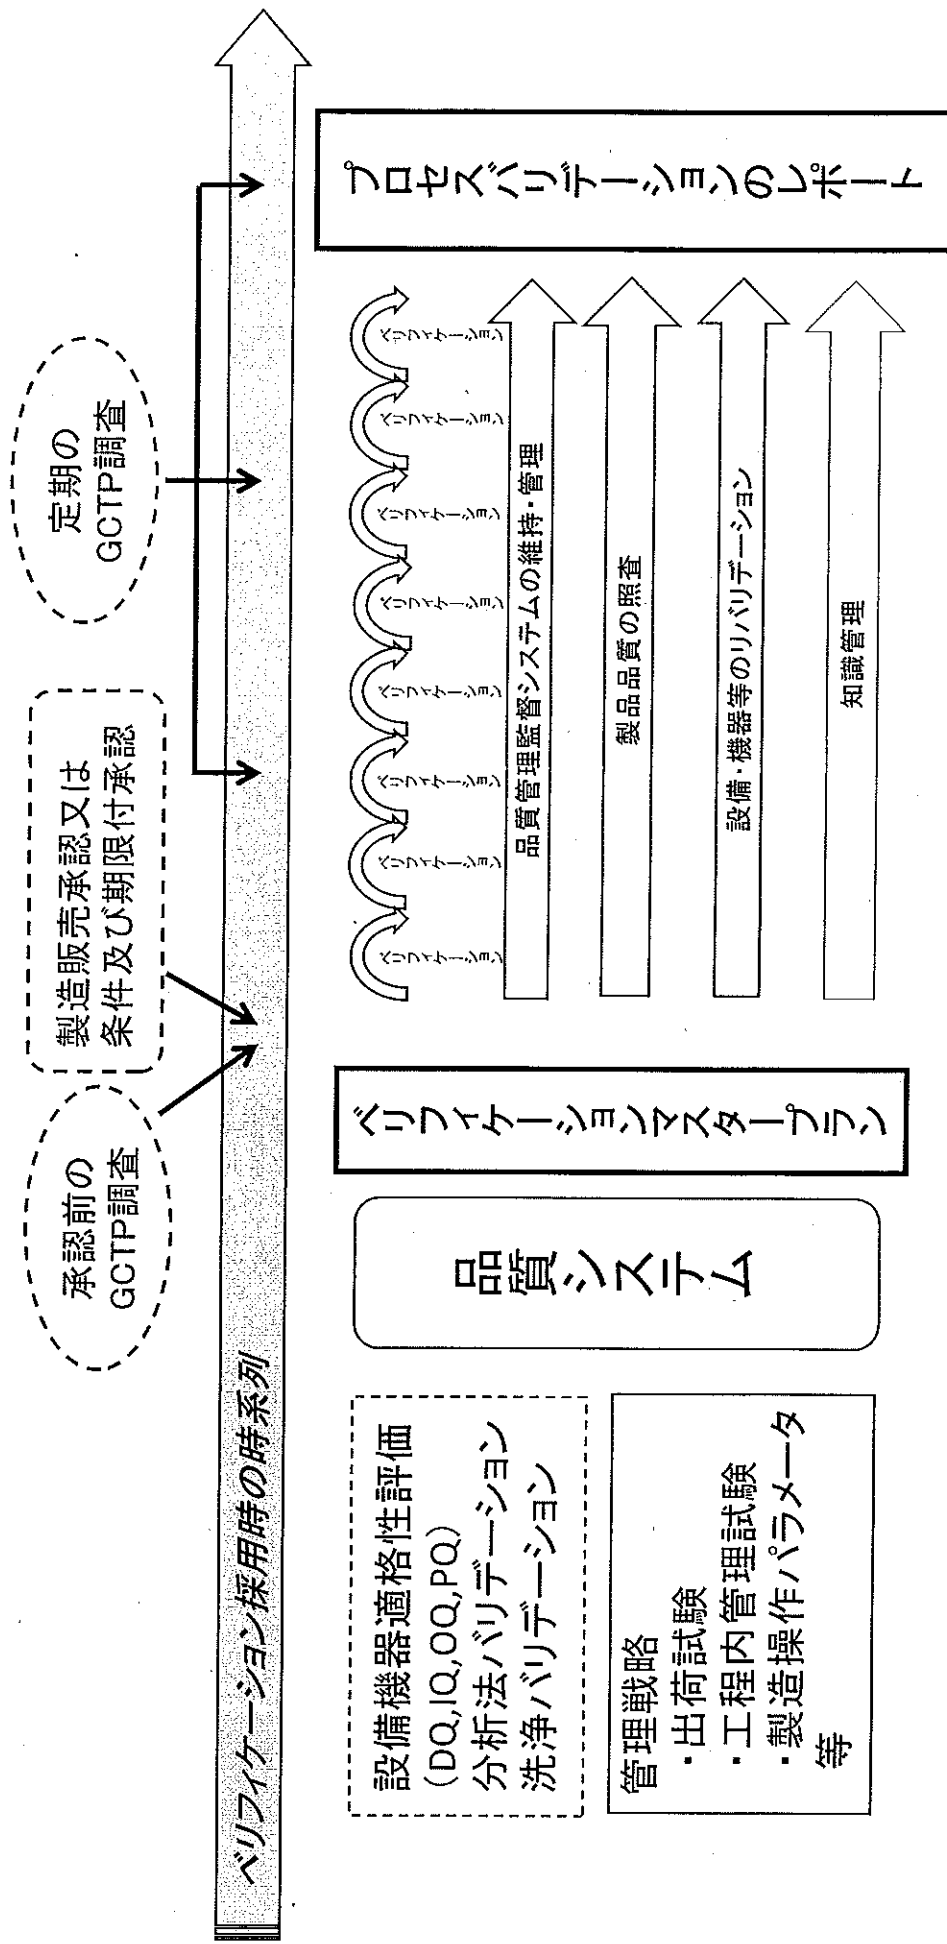 承認前の
GCTP調査
製造販売承認又は
条件及び期限付承認
定期の
GCTP調査
ベリフィケーション採用時の時系列
設備機器適格性評価
(DQ,IQ,OQ,PQ)
分析法バリデーション
洗浄バリデーション
管理戦略
・出荷試験
・工程内管理試験
・製造操作パラメータ
等
品質システム
ベリフィケーションマスタープラン
ベリフィケーション
ベリフィケーション
ベリフィケーション
ベリフィケーション
ベリフィケーション
ベリフィケーション
ベリフィケーション
ベリフィケーション
品質管理監督システムの維持・管理
製品品質の照査
設備・機器等のリバリデーション
知識管理
プロセスバリデーションのレポート